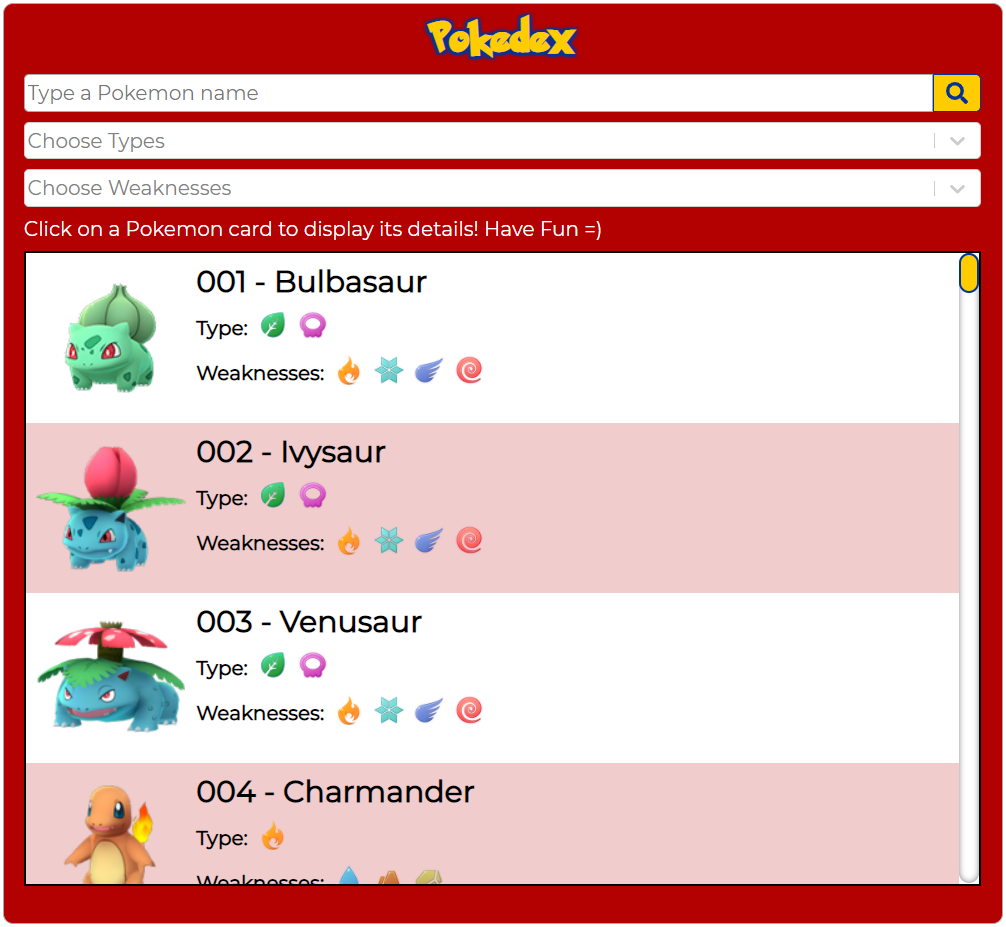 Pokedex
Type a Pokemon name
Choose Types
Choose Weaknesses
Click on a Pokemon card to display its details! Have Fun =)
001 - Bulbasaur
Type:
Weaknesses:
002 - Ivysaur
Type:
Weaknesses:
003 - Venusaur
Type:
Weaknesses:
004 - Charmander
Type:
Weaknesses: